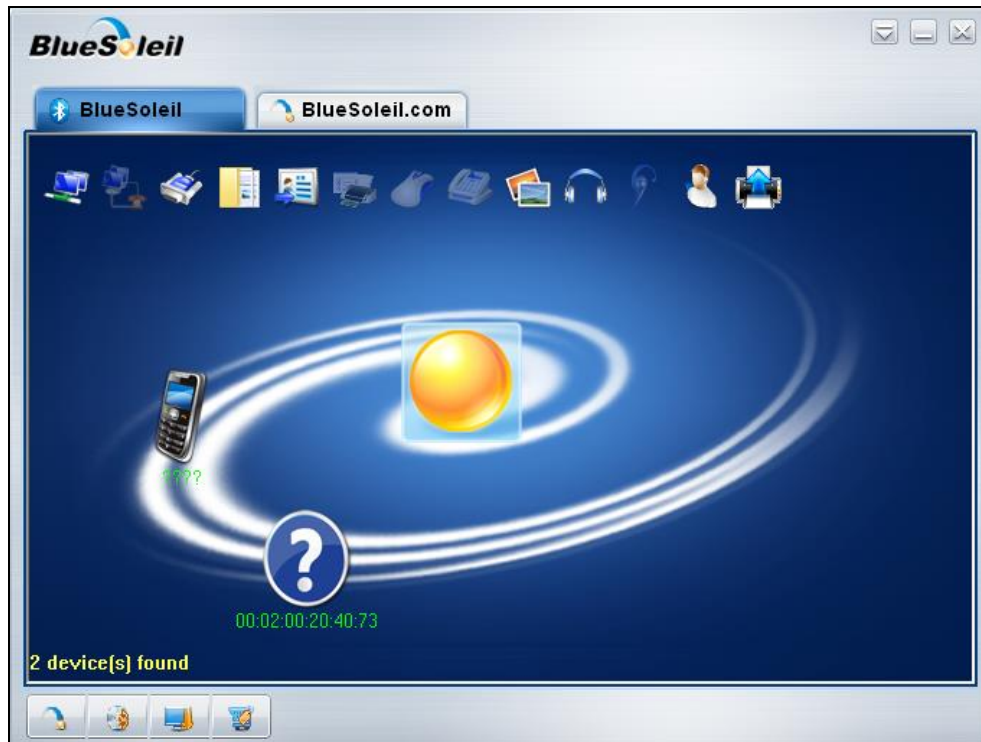 BlueSoleil
BlueSoleil
BlueSoleil.com
????
?
00:02:00:20:40:73
2 device(s) found